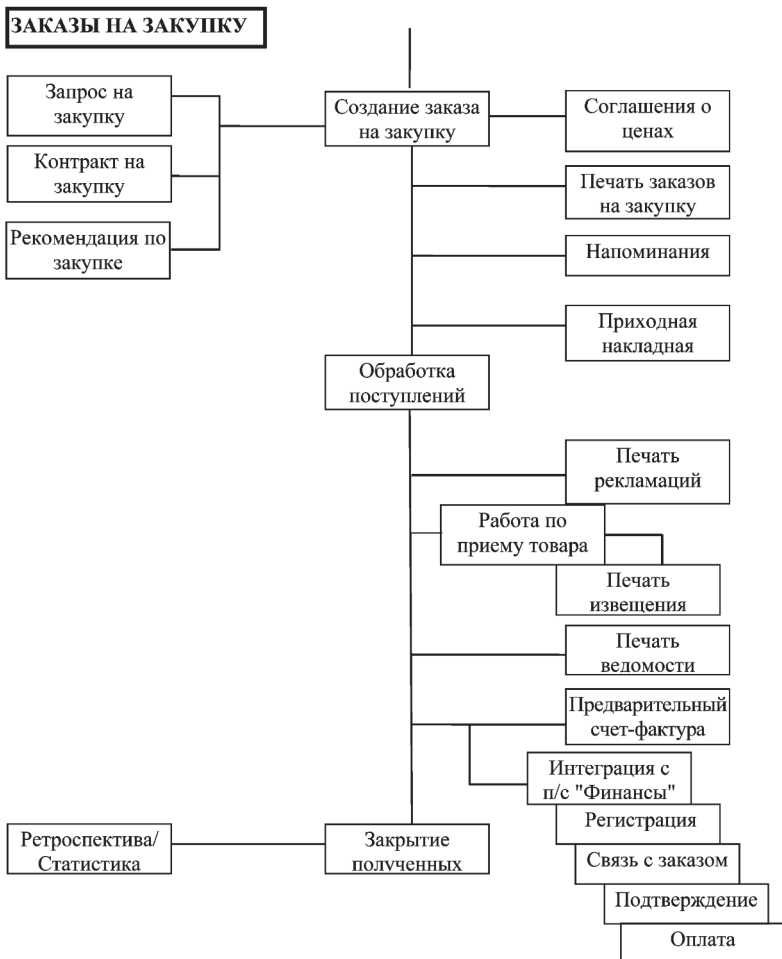 ЗАКАЗЫ НА ЗАКУПКУ
Запрос на
закупку
Контракт на
закупку
Рекомендация по
закупке
Создание заказа
на закупку
Соглашения о
ценах
Печать заказов
на закупку
Напоминания
Приходная
накладная
Обработка
поступлений
Печать
рекламаций
Работа по
приему товара
Печать
извещения
Печать
ведомости
Предварительный
счет-фактура
Интеграция с
п/с "Финансы"
Регистрация
Связь с заказом
Подтверждение
Оплата
Закрытие
полученных
Ретроспектива/
Статистика